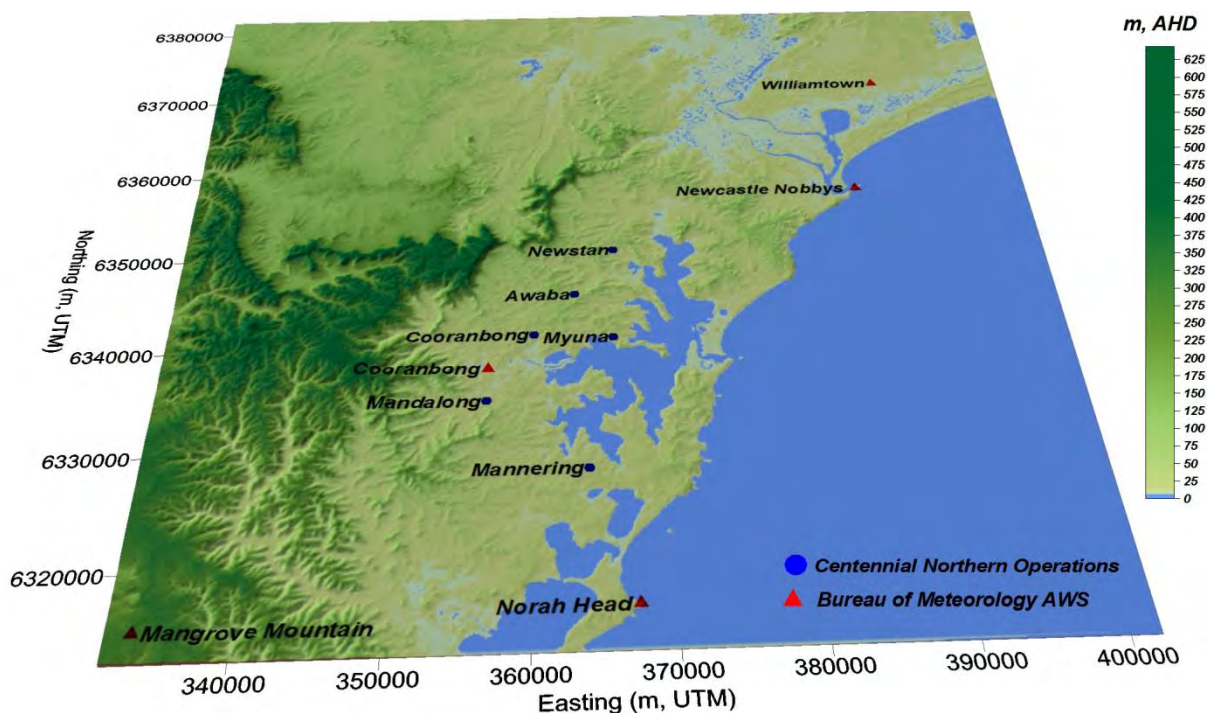 m, AHD
625
600
575
550
525
500
475
450
425
400
375
350
325
300
275
250
225
200
175
150
125
100
75
50
25
0
6380000
6370000
6360000
6350000
6340000
6330000
6320000
Northing (m, UTM)
Williamtown
Newcastle Nobbys
Newstan
Awaba
Cooranbong
Myuna
Cooranbong
Mandalong
Mannering
Norah Head
Mangrove Mountain
Centennial Northern Operations
Bureau of Meteorology AWS
340000
350000
360000
370000
380000
390000
400000
Easting (m, UTM)